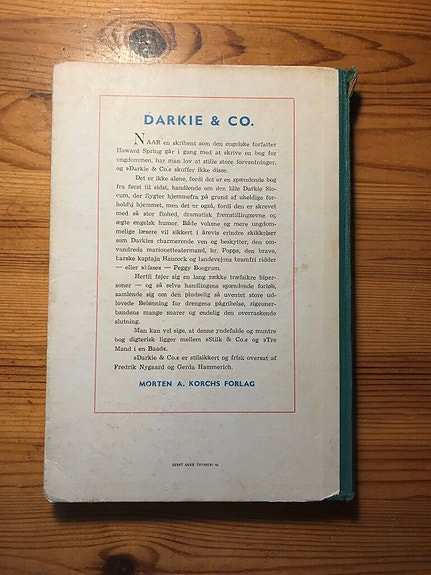 DARKIE & CO.
NAAR en skribent som den engelske forfatter
Howard Spring går i gang med at skrive en bog for
ungdommen, har man lov at stille store forventninger,
og »Darkie & Co.« skuffer ikke disse.
Det er ikke alene, fordi det er en spændende bog
fra først til sidst, handlende om den lille Darkie Slo-
cum, der flygter hjemmefra på grund af uheldige for-
hold i hjemmet, men det er også, fordi den er skrevet
med så stor finhed, dramatisk fremstillingsevne og
ægte engelsk humor. Både volume og mere ungdom-
melige læsere vil sikkert i årevis erindre skikkelser
som Darkies charmerende ven og beskytter, den om-
vandrede marionetteatermand, hr. Popps, den brave,
barske kaptajn Hancock og landevejens bramfri ridder
— eller »tisse« — Peggy Boogrum.
Hertil føjer sig en lang række træfsikre biper-
soner — og så selve handlingens spændende forløb,
samlende sig om den pludselig så uventet store ud-
lovede Belønning for drengens pågribelse, zigeuner-
bandens mange snarer og endelig den overraskende
slutning.
Man kan vel sige, at denne yndefulde og muntre
bog digterisk ligger mellem »Stilk & Co.« og »Tre
Mand i en Baad«.
»Darkie & Co.« er stilsikkert og frisk oversat af
Fredrik Nygaard og Gerda Hammerich.
MORTEN A. KORCHS FORLAG